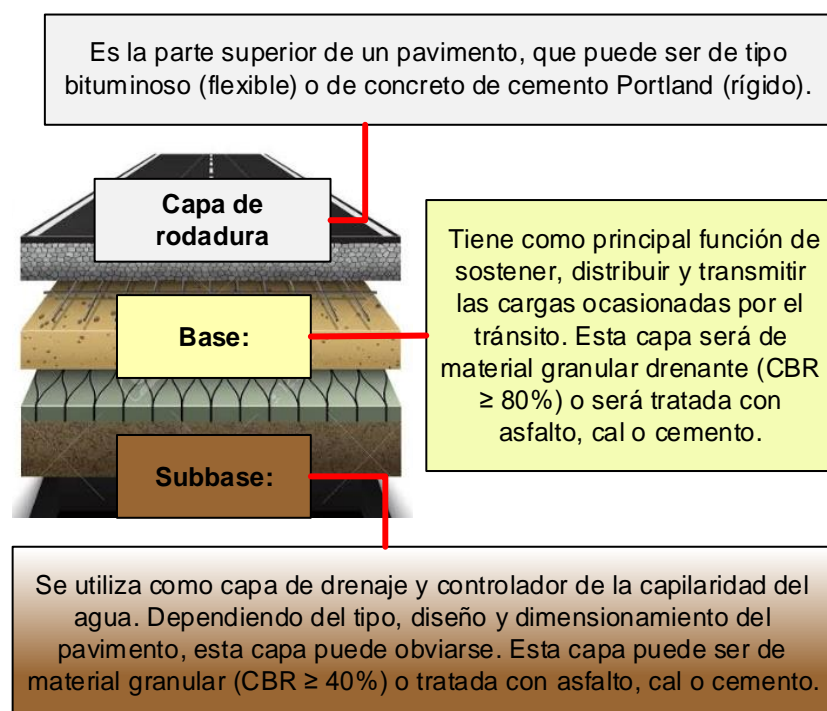 Es la parte superior de un pavimento, que puede ser de tipo
bituminoso (flexible) o de concreto de cemento Portland (rígido).
Capa de
rodadura
Tiene como principal función de
sostener, distribuir y transmitir
las cargas ocasionadas por el
tránsito. Esta capa será de
material granular drenante (CBR
≥ 80%) o será tratada con
asfalto, cal o cemento.
Base:
Subbase:
Se utiliza como capa de drenaje y controlador de la capilaridad del
agua. Dependiendo del tipo, diseño y dimensionamiento del
pavimento, esta capa puede obviarse. Esta capa puede ser de
material granular (CBR ≥ 40%) o tratada con asfalto, cal o cemento.